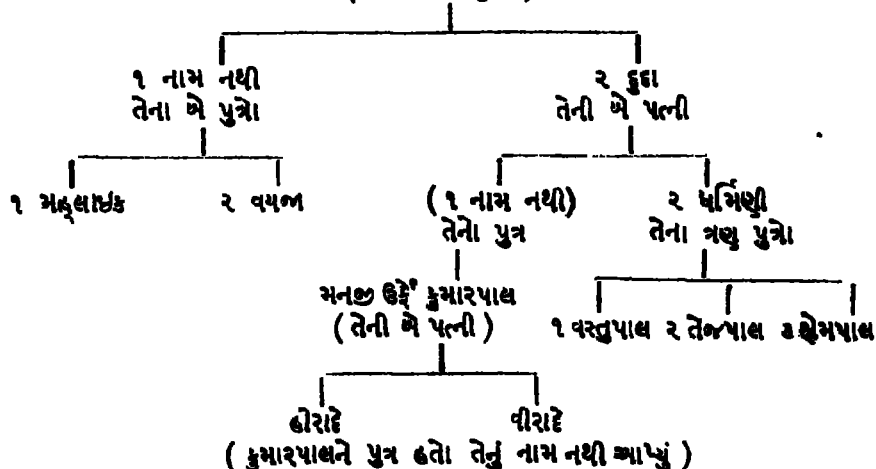 ૧ નામ નથી ૨ દુદા
તેના બે પુત્રો તેની બે પત્ની
૧ મહ્લાઇક ૨ વયજા (૧ નામ નથી) ૨ ધર્મિણી
તેનો પુત્ર તેના ત્રણ પુત્રો
મનજી ઉર્ફે કુમારપાલ
(તેની બે પત્ની) ૧ વસ્તુપાલ ૨ તેજપાલ ૩ ક્ષેમપાલ
હીરાદે વીરાદે
( કુમારપાલને પુત્ર હતો તેનું નામ નથી આપ્યું )